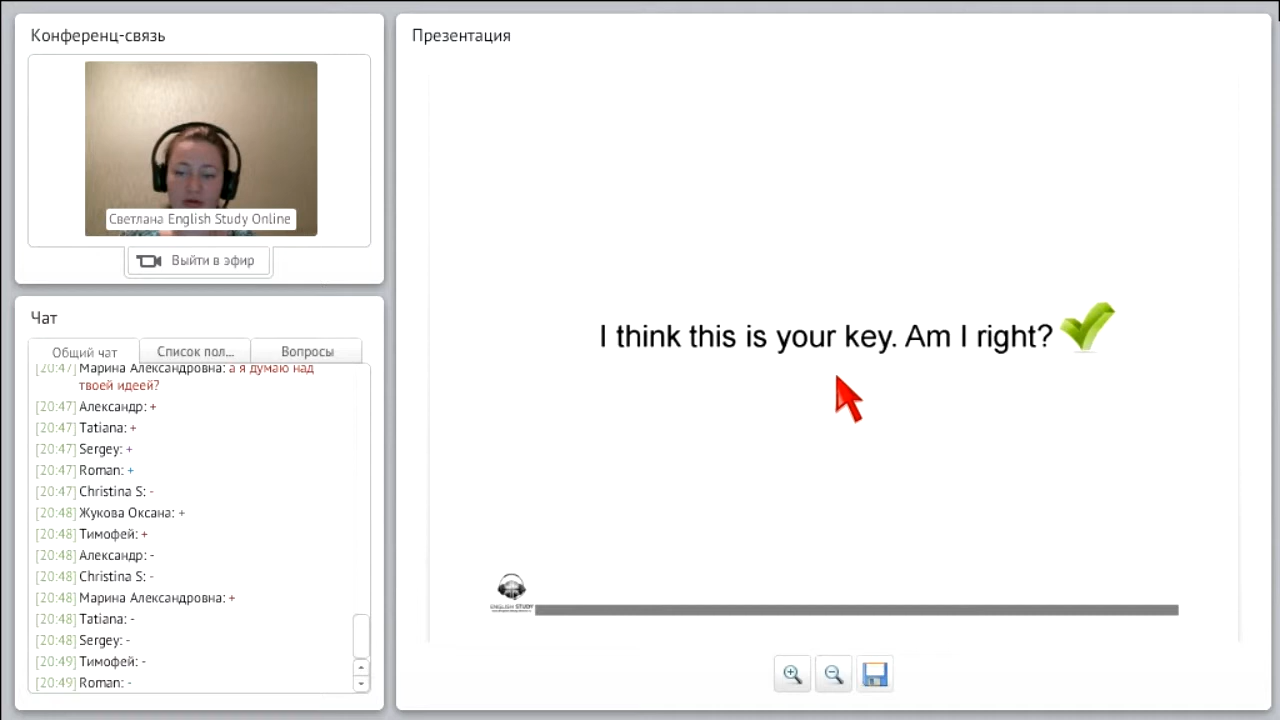 Конференц-связь
Светлана English Study Online
Выйти в эфир
Чат
Общий чат
Список пол...
Вопросы
[20:47] Марина Александровна: а я думаю над
твоей идеей?
[20:47] Александр: +
[20:47] Tatiana: +
[20:47] Sergey: +
[20:47] Roman: +
[20:47] Christina S: -
[20:48] Жукова Оксана: +
[20:48] Тимофей: +
[20:48] Александр: -
[20:48] Christina S: -
[20:48] Марина Александровна: +
[20:48] Tatiana: -
[20:48] Sergey: -
[20:49] Тимофей: -
[20:49] Roman: -
Презентация
I think this is your key. Am I right?
ENGLISH STUDY